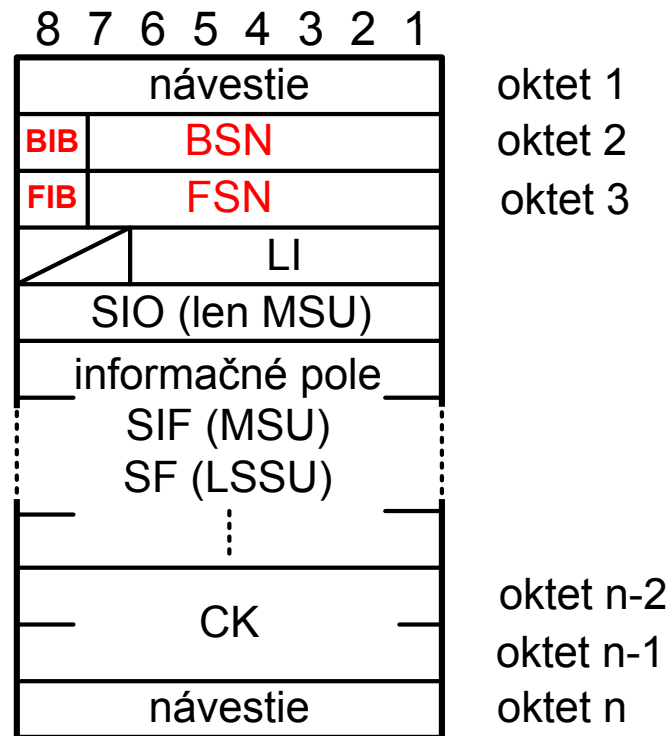 8 7 6 5 4 3 2 1
návestie oktet 1
BIB BSN oktet 2
FIB FSN oktet 3
LI
SIO (len MSU)
informačné pole
SIF (MSU)
SF (LSSU)
oktet n-2
CK
oktet n-1
návestie oktet n